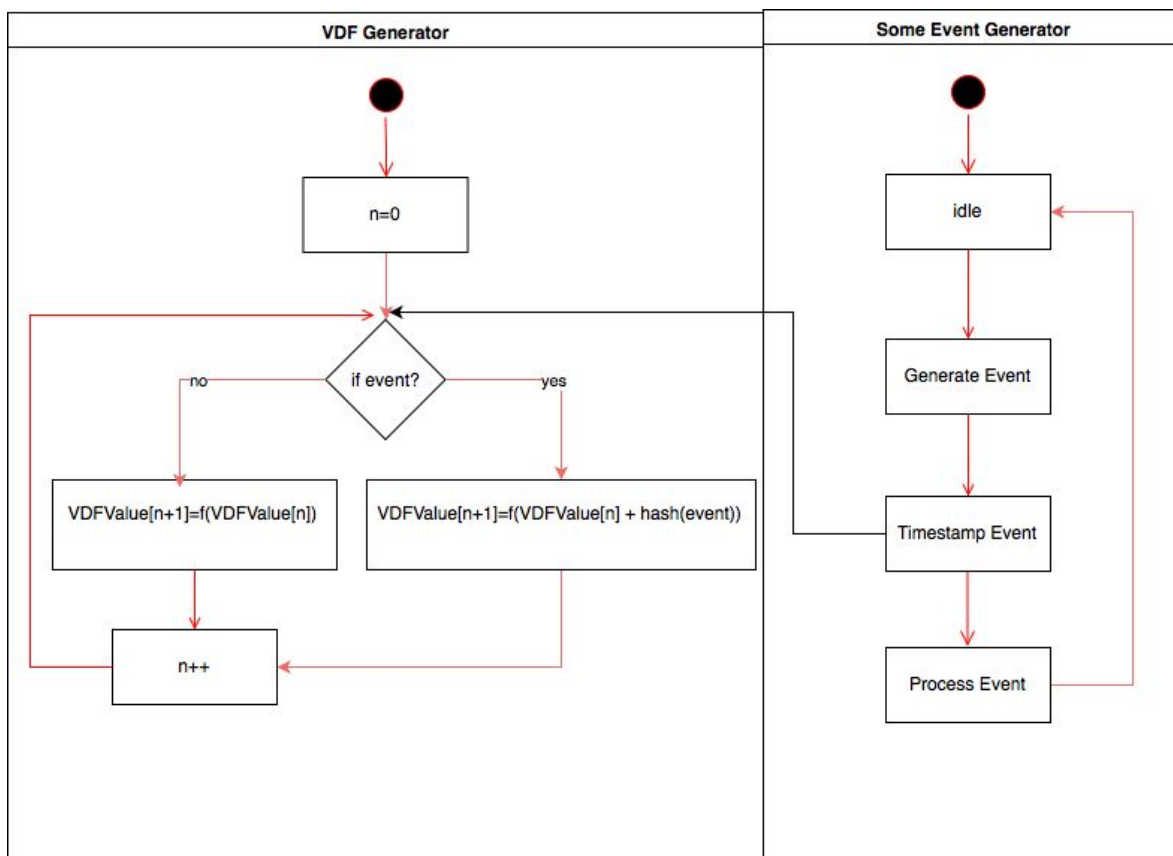 VDF Generator
Some Event Generator
n=0
if event?
no
yes
VDFValue[n+1]=f(VDFValue[n])
VDFValue[n+1]=f(VDFValue[n] + hash(event))
n++
idle
Generate Event
Timestamp Event
Process Event